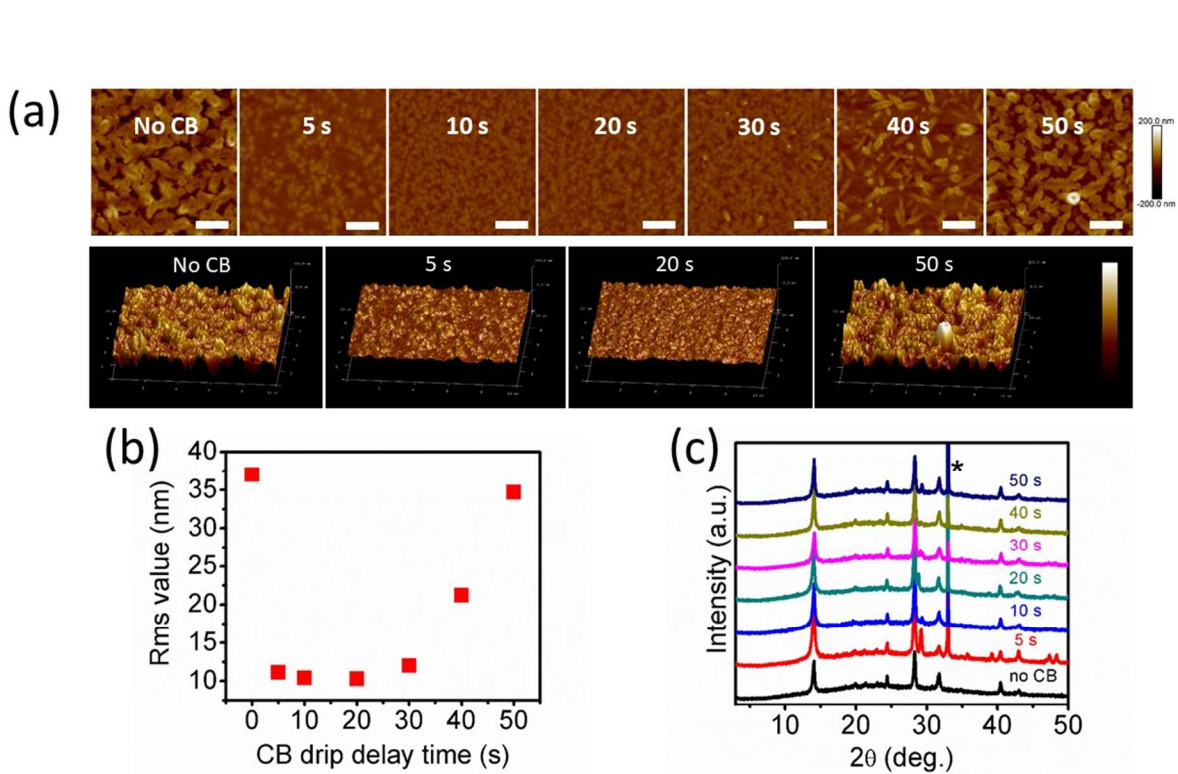 (a)
No CB 5 s 10 s 20 s 30 s 40 s 50 s
200.0 nm
-200.0 nm
No CB 5 s 20 s 50 s
(b)
40
35
30
25
20
15
10
0 10 20 30 40 50
Rms value (nm)
CB drip delay time (s)
(c)
*
50 s
40 s
30 s
20 s
10 s
5 s
no CB
Intensity (a.u.)
10 20 30 40 50
2θ (deg.)